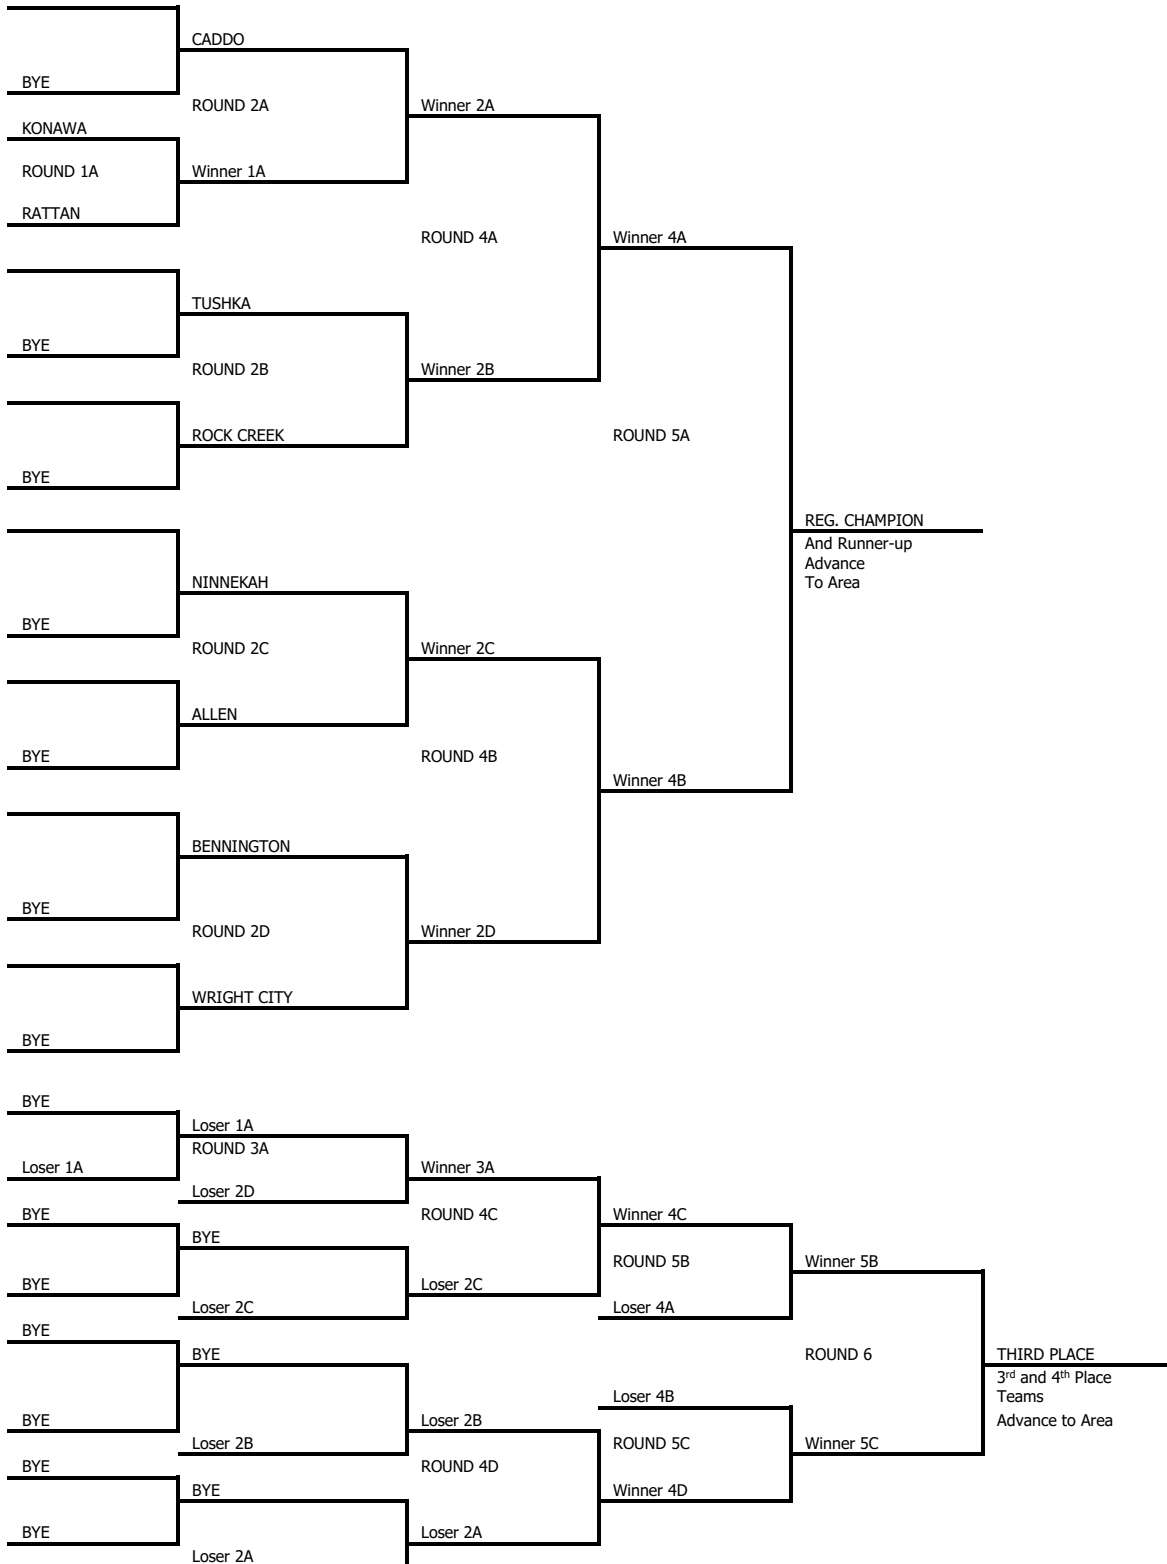 CADDO
BYE
ROUND 2A
Winner 2A
KONAWA
ROUND 1A
Winner 1A
RATTAN
ROUND 4A
Winner 4A
TUSHKA
BYE
ROUND 2B
Winner 2B
ROCK CREEK
ROUND 5A
BYE
REG. CHAMPION
And Runner-up
Advance
To Area
NINNEKAH
BYE
ROUND 2C
Winner 2C
ALLEN
BYE
ROUND 4B
Winner 4B
BENNINGTON
BYE
ROUND 2D
Winner 2D
WRIGHT CITY
BYE
BYE
Loser 1A
ROUND 3A
Loser 1A
Winner 3A
Loser 2D
BYE
ROUND 4C
Winner 4C
BYE
ROUND 5B
Winner 5B
BYE
Loser 2C
Loser 2C
Loser 4A
BYE
BYE
ROUND 6
THIRD PLACE
3rd and 4th Place
Teams
Loser 4B
BYE
Loser 2B
Advance to Area
Loser 2B
ROUND 5C
Winner 5C
BYE
ROUND 4D
BYE
Winner 4D
BYE
Loser 2A
Loser 2A